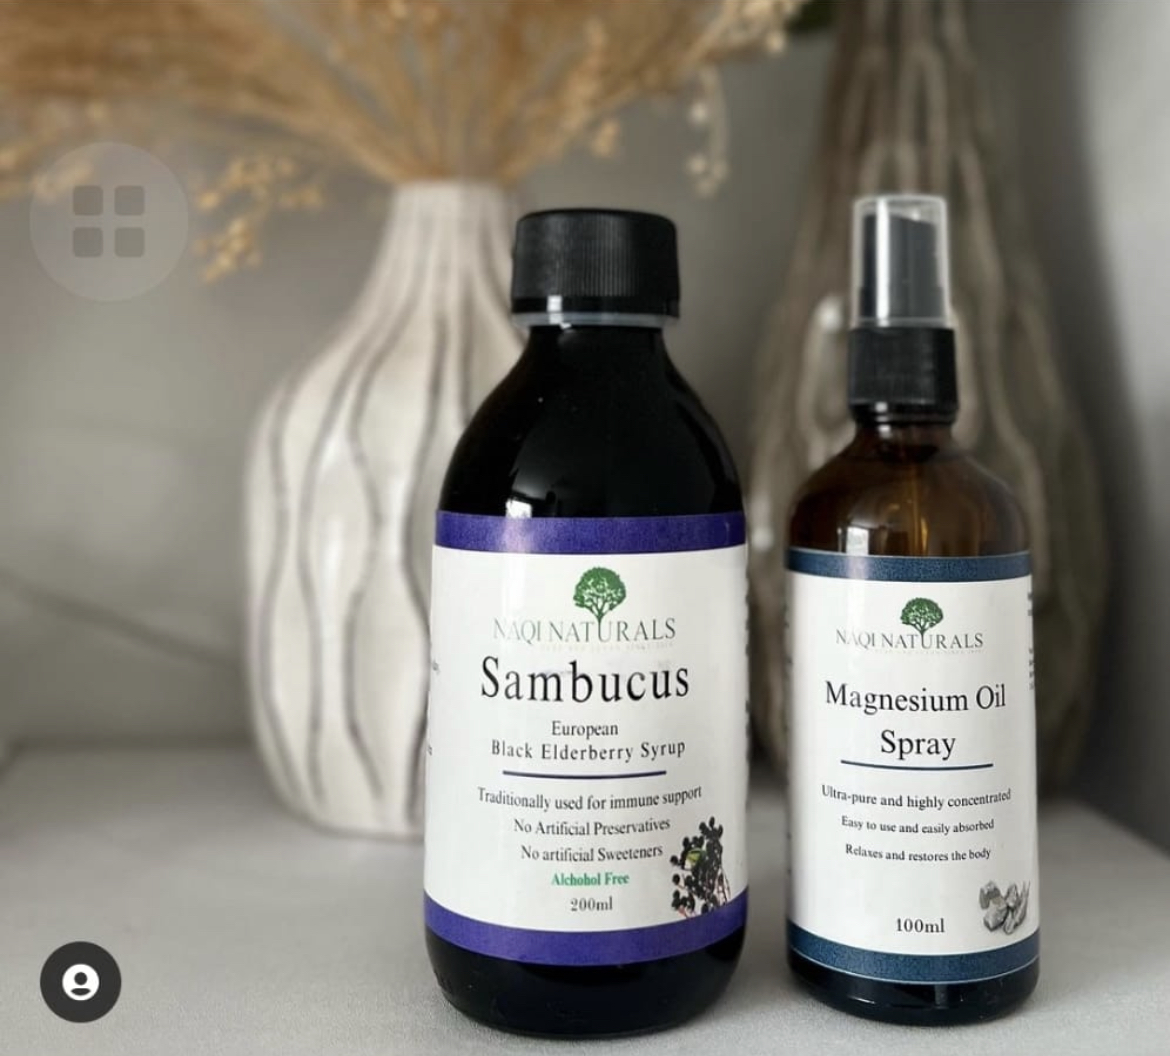 NAQI NATURALS
Sambucus
European
Black Elderberry Syrup
Traditionally used for immune support
No Artificial Preservatives
No artificial Sweeteners
Alchohol Free
200ml
NAQI NATURALS
Magnesium Oil
Spray
Ultra-pure and highly concentrated
Easy to use and easily absorbed
Relaxes and restores the body
100ml